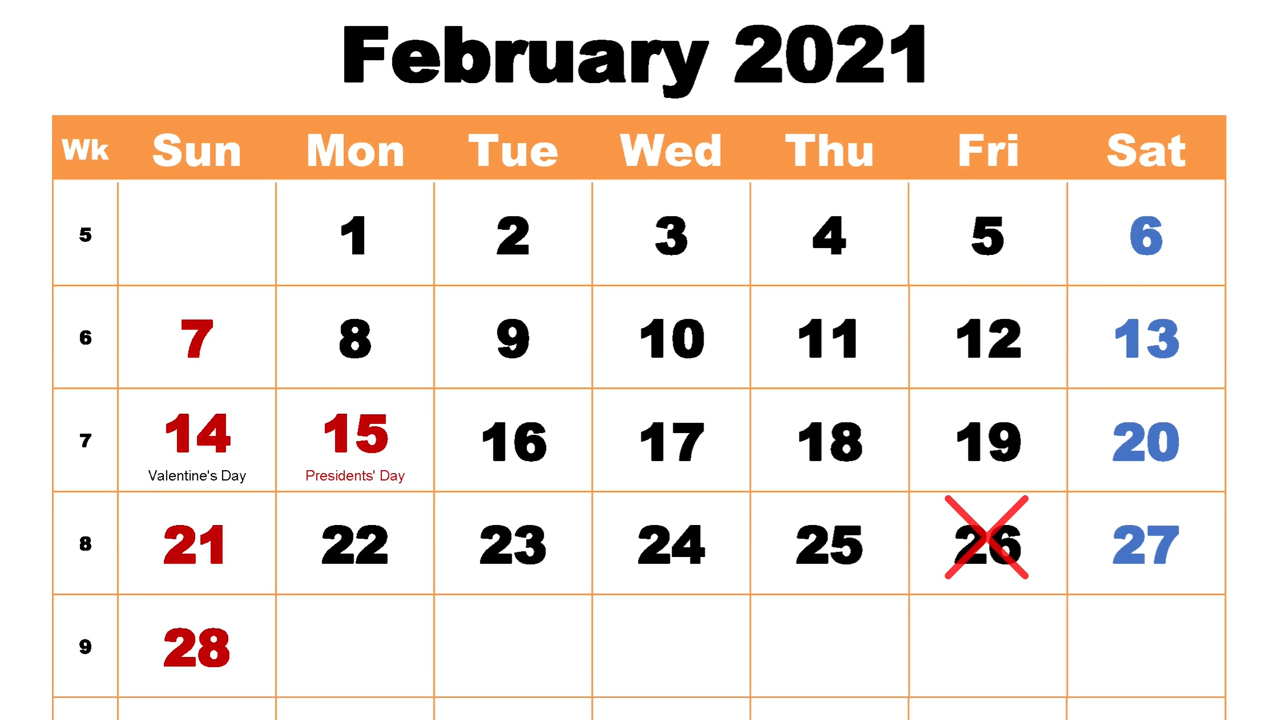 February 2021
Wk Sun Mon Tue Wed Thu Fri Sat
5 1 2 3 4 5 6
6 7 8 9 10 11 12 13
7 14 15 16 17 18 19 20
Valentine's Day Presidents' Day
8 21 22 23 24 25 26 27
9 28